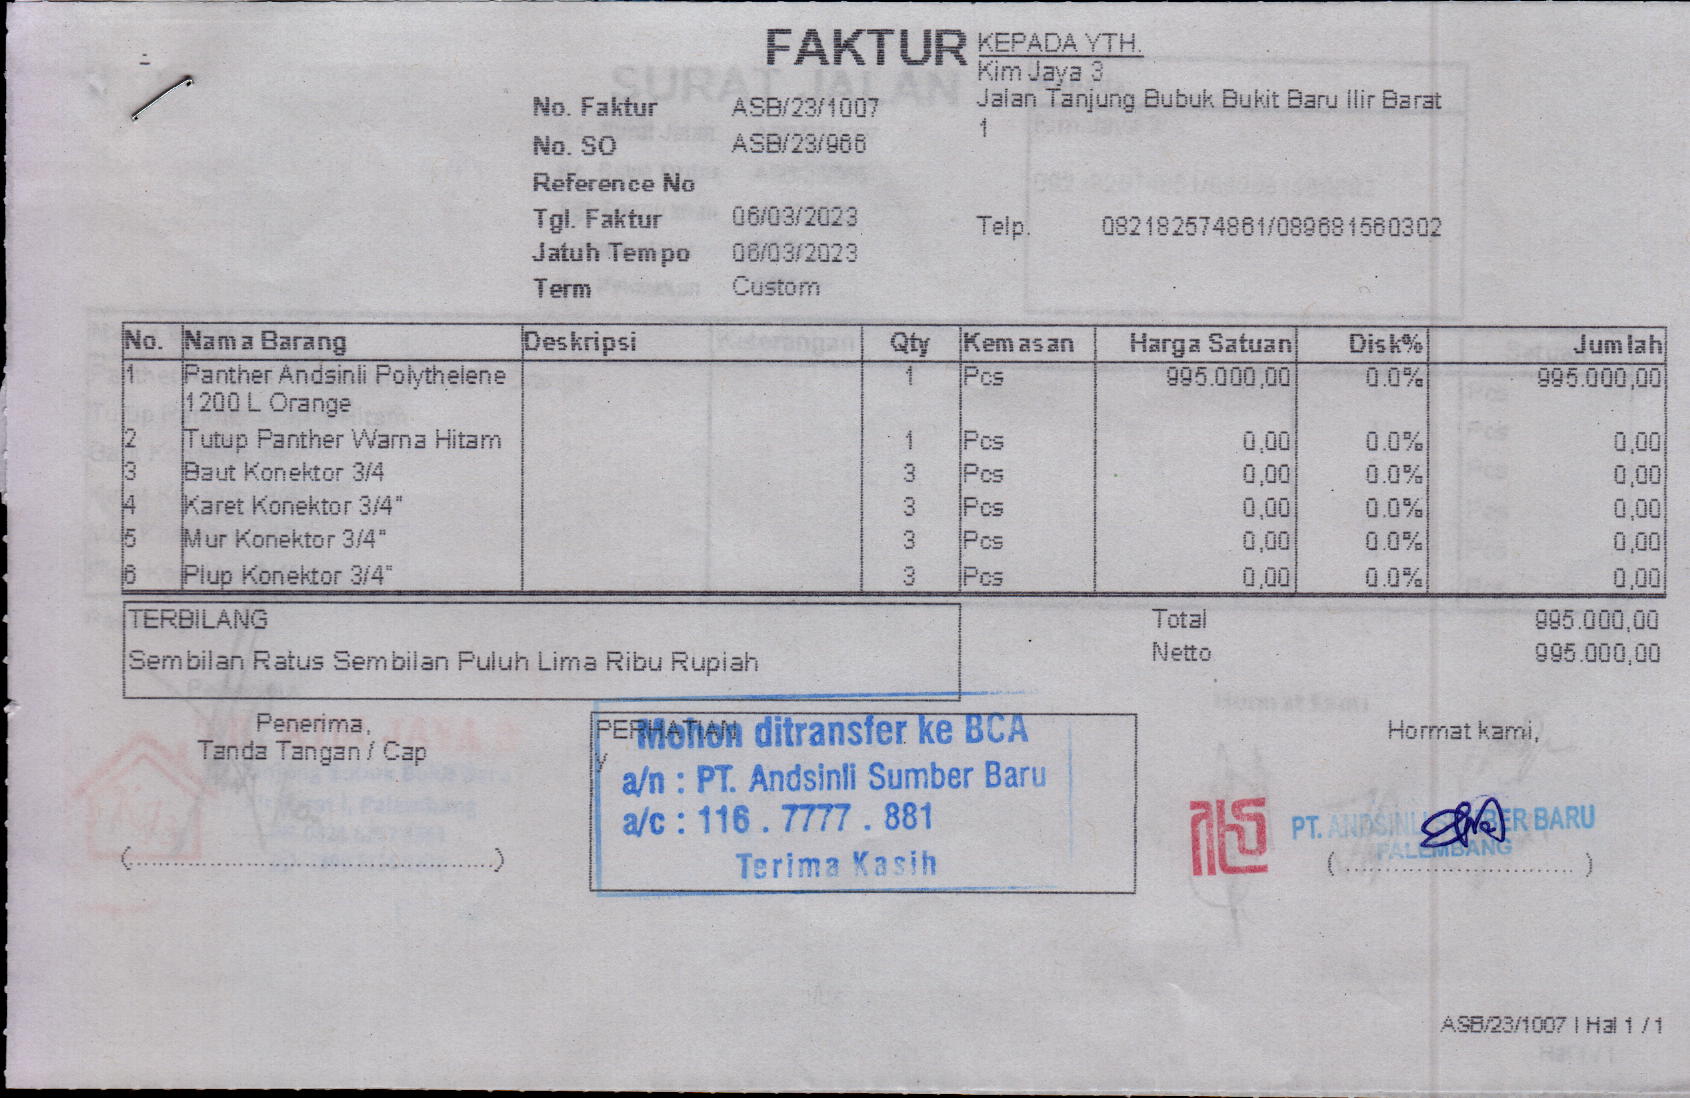 FAKTUR
KEPADA YTH.
Kim Jaya 3
Jalan Tanjung Bubuk Bukit Baru Ilir Barat
1
No. Faktur ASB/23/1007
No. SO ASB/23/966
Reference No
Tgl. Faktur 06/03/2023
Jatuh Tempo 06/03/2023
Term Custom
Telp. 082182574861/089681560302
No. Nama Barang Deskripsi Qty Kemasan Harga Satuan Disk% Jumlah
1 Panther Andsinli Polythelene 1 Pcs 995.000,00 0.0% 995.000,00
1200 L Orange
2 Tutup Panther Warna Hitam 1 Pcs 0,00 0.0% 0,00
3 Baut Konektor 3/4 3 Pcs 0,00 0.0% 0,00
4 Karet Konektor 3/4" 3 Pcs 0,00 0.0% 0,00
5 Mur Konektor 3/4" 3 Pcs 0,00 0.0% 0,00
6 Plup Konektor 3/4" 3 Pcs 0,00 0.0% 0,00
TERBILANG
Sembilan Ratus Sembilan Puluh Lima Ribu Rupiah
Total 995.000,00
Netto 995.000,00
Penerima,
Tanda Tangan / Cap
(..........................................)
PERHATIAN
y
Mohon ditransfer ke BCA
a/n : PT. Andsinli Sumber Baru
a/c : 116 . 7777 . 881
Terima Kasih
Hormat kami,
PT. ANDSINLI SUMBER BARU
PALEMBANG
(..............................)
ASB/23/1007 | Hal 1 / 1